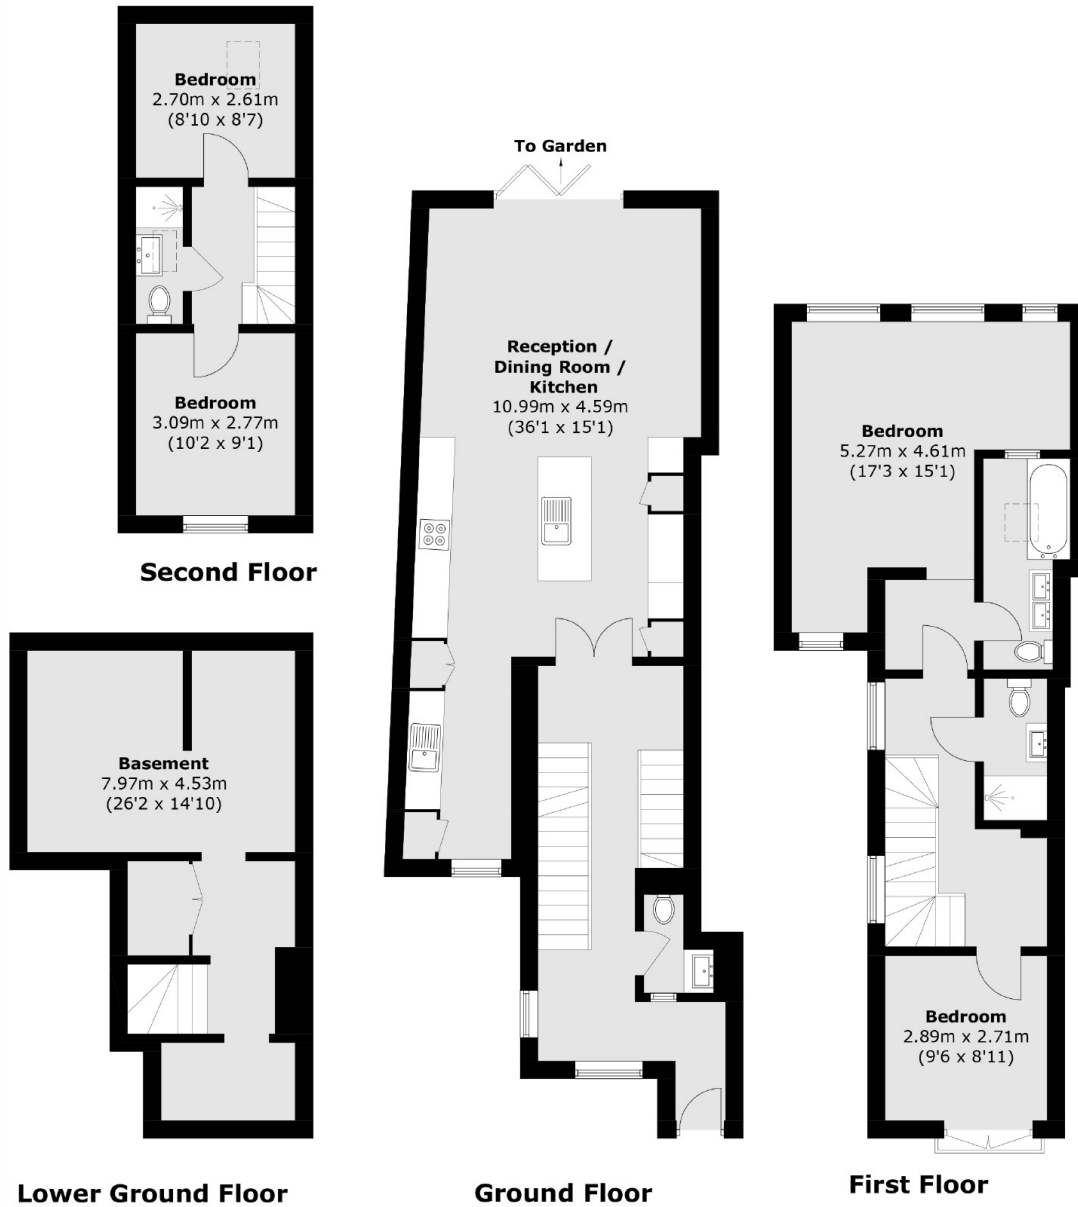 Bedroom
2.70m x 2.61m
(8'10 x 8'7)
Bedroom
3.09m x 2.77m
(10'2 x 9'1)
Second Floor
Basement
7.97m x 4.53m
(26'2 x 14'10)
Lower Ground Floor
To Garden
Reception /
Dining Room /
Kitchen
10.99m x 4.59m
(36'1 x 15'1)
Ground Floor
Bedroom
5.27m x 4.61m
(17'3 x 15'1)
Bedroom
2.89m x 2.71m
(9'6 x 8'11)
First Floor